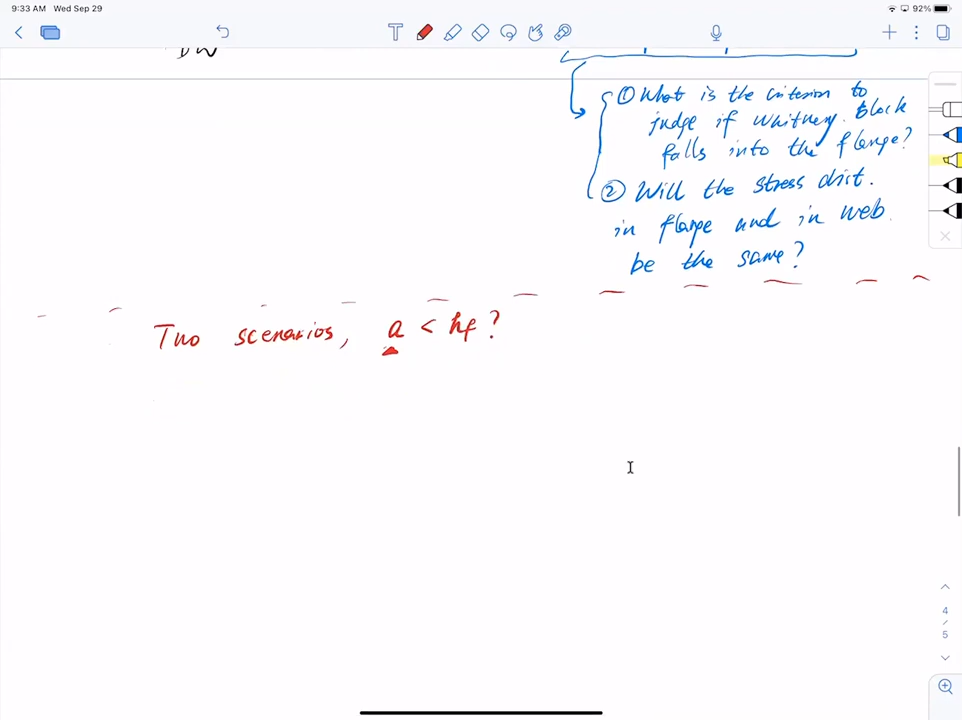 9:33 AM Wed Sep 29
92%
bw
① What is the criterion to
judge if whitney. block
falls into the flange?
② Will the stress dist.
in flange and in web.
be the same?
Two scenarios, a < hf?
4
/
5